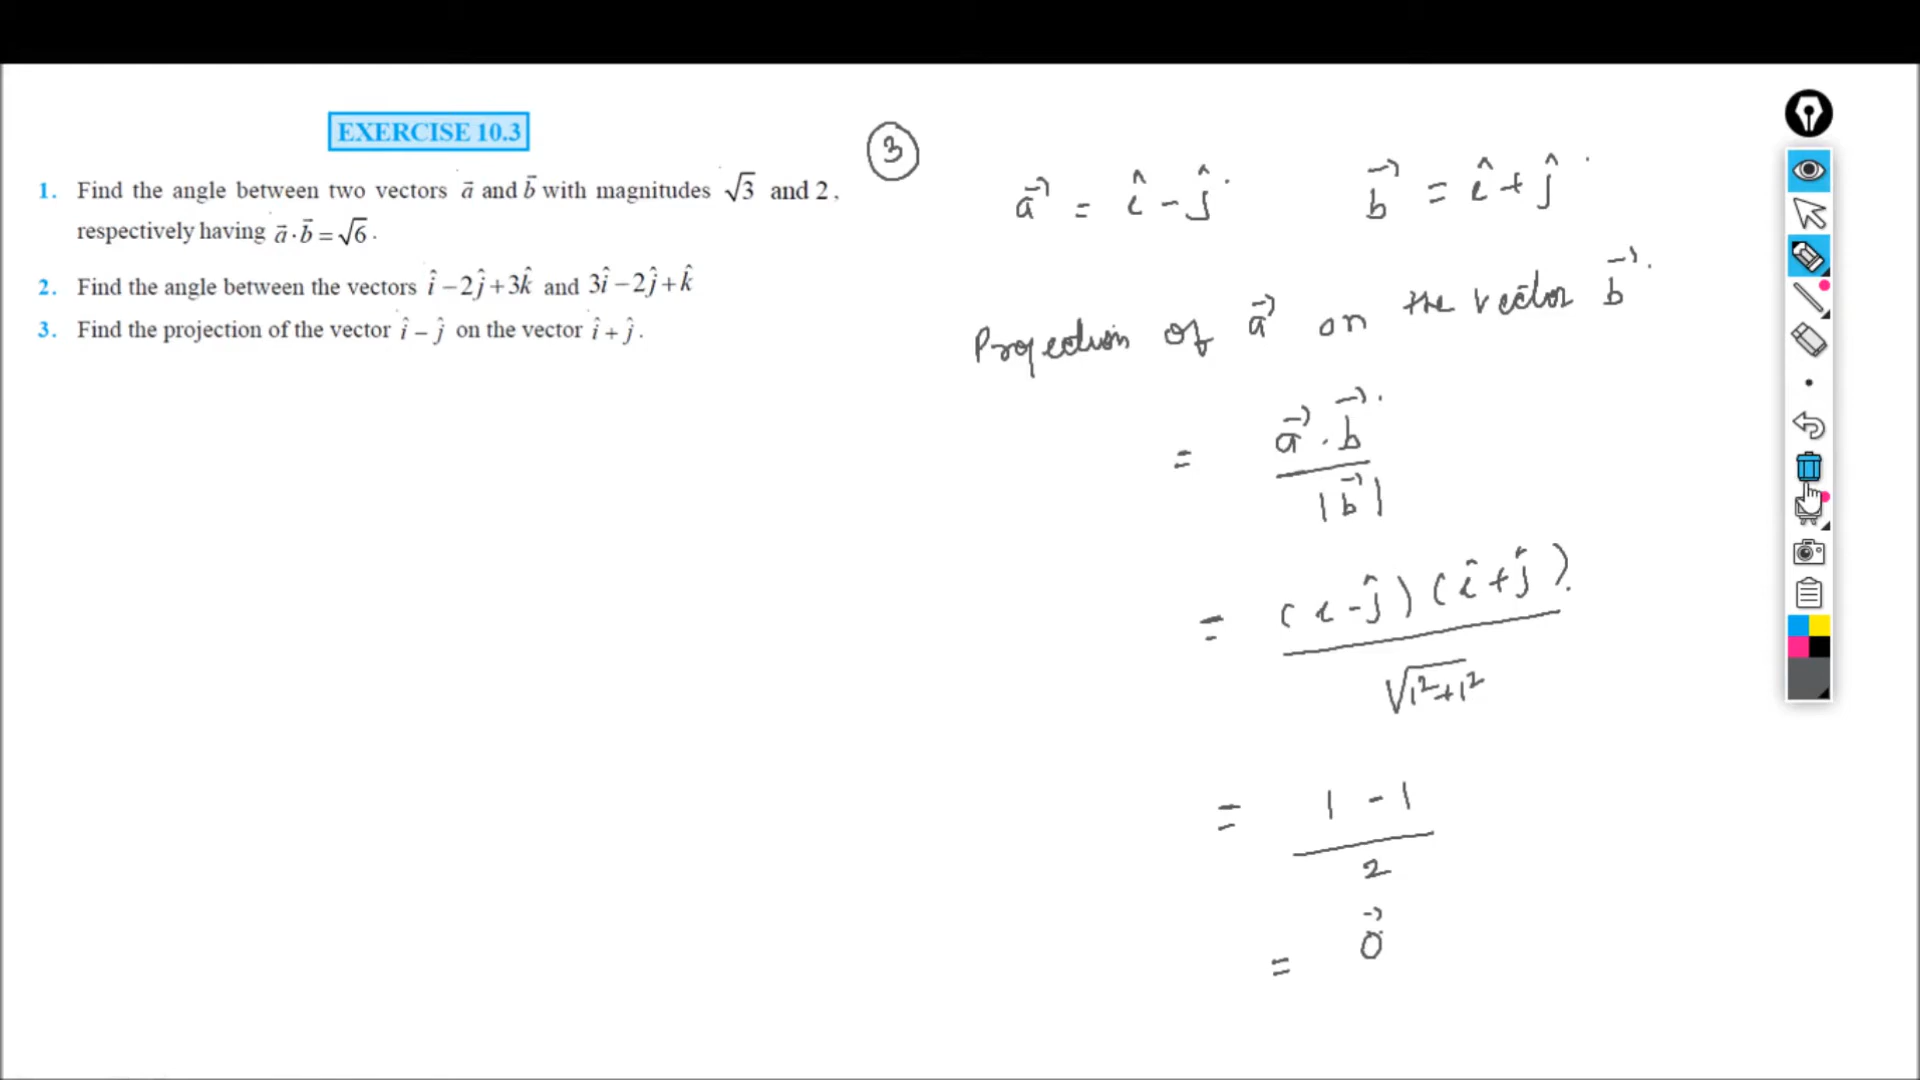 EXERCISE 10.3
1. Find the angle between two vectors a⃗ and b⃗ with magnitudes √3 and 2,
respectively having a⃗·b⃗=√6.
2. Find the angle between the vectors î−2ĵ+3k̂ and 3î−2ĵ+k̂
3. Find the projection of the vector î−ĵ on the vector î+ĵ.
3
a⃗ = î-ĵ b⃗ = î+ĵ
Projection of a⃗ on the vector b⃗
= a⃗.b⃗ / |b⃗|
= (i-ĵ)(î+ĵ) / √1²+1²
= 1-1 / 2
= 0⃗